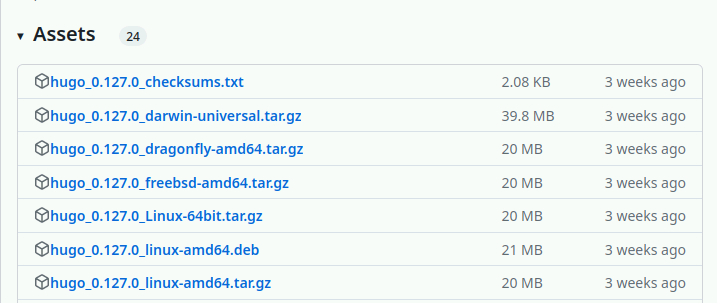 Assets 24
hugo_0.127.0_checksums.txt 2.08 KB 3 weeks ago
hugo_0.127.0_darwin-universal.tar.gz 39.8 MB 3 weeks ago
hugo_0.127.0_dragonfly-amd64.tar.gz 20 MB 3 weeks ago
hugo_0.127.0_freebsd-amd64.tar.gz 20 MB 3 weeks ago
hugo_0.127.0_Linux-64bit.tar.gz 20 MB 3 weeks ago
hugo_0.127.0_linux-amd64.deb 21 MB 3 weeks ago
hugo_0.127.0_linux-amd64.tar.gz 20 MB 3 weeks ago